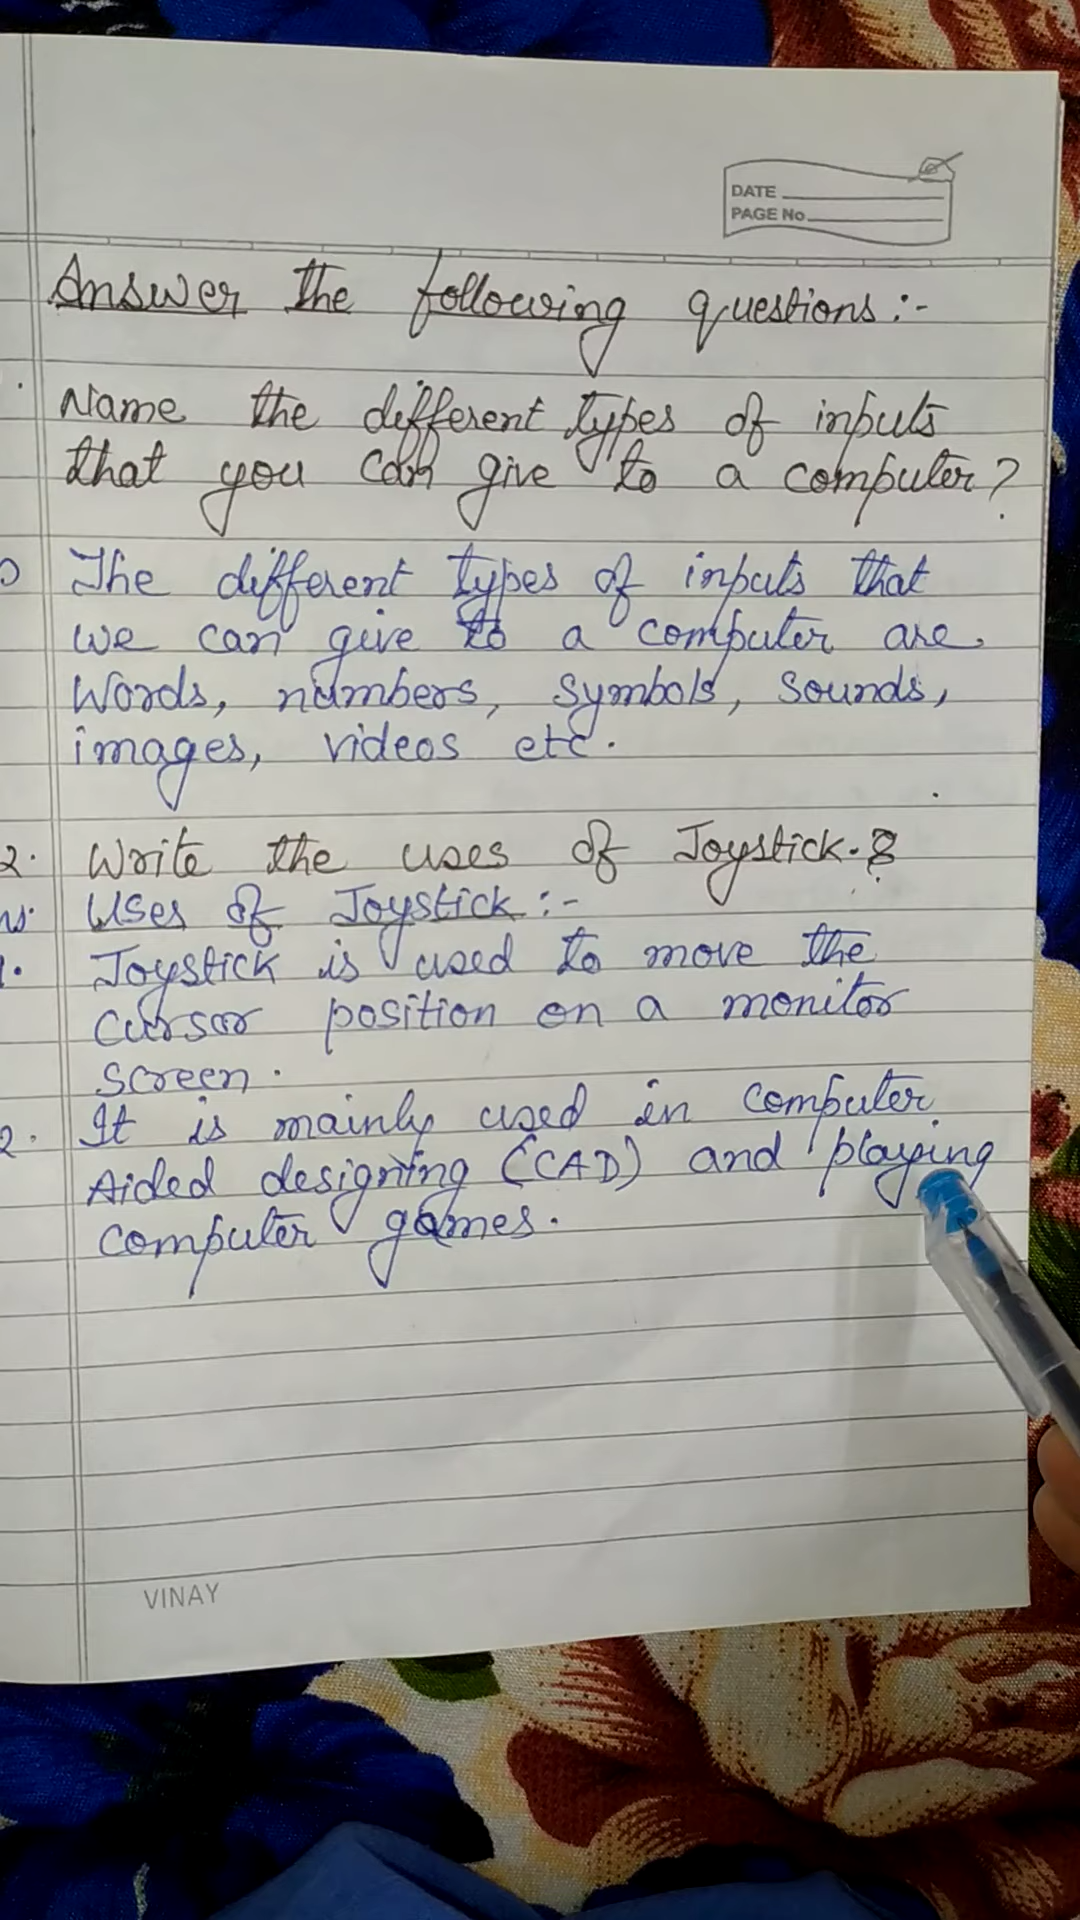 DATE
PAGE No.
Answer the following questions:-
Name the different types of inputs
that you can give to a computer?
The different types of inputs that
we can give to a computer are
words, numbers, symbols, sounds,
images, videos etc.
2. Write the uses of Joystick.?
Uses of Joystick:-
1. Joystick is used to move the
cursor position on a monitor
screen.
2. It is mainly used in computer
Aided designing (CAD) and playing
computer games.
VINAY